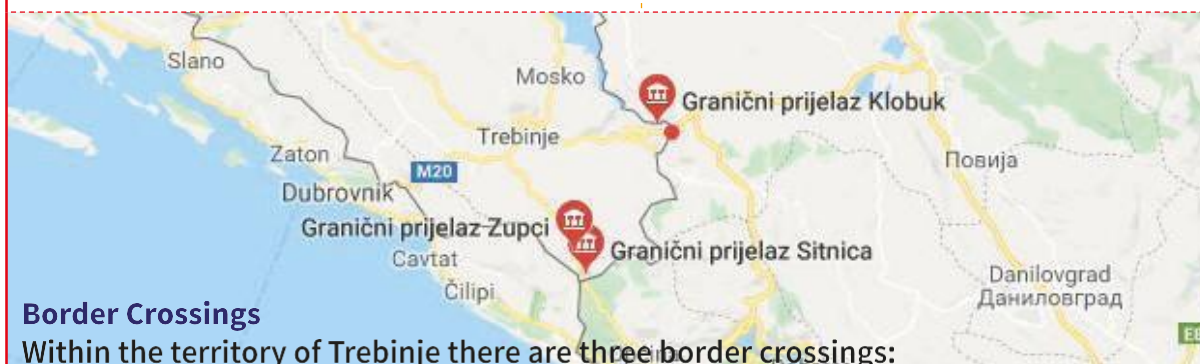 Slano
Mosko
Granični prijelaz Klobuk
Trebinje
Zaton
M20
Повија
Dubrovnik
Granični prijelaz Zupci
Granični prijelaz Sitnica
Cavtat
Čilipi
Danilovgrad
Даниловград
Border Crossings
Within the territory of Trebinje there are three border crossings: